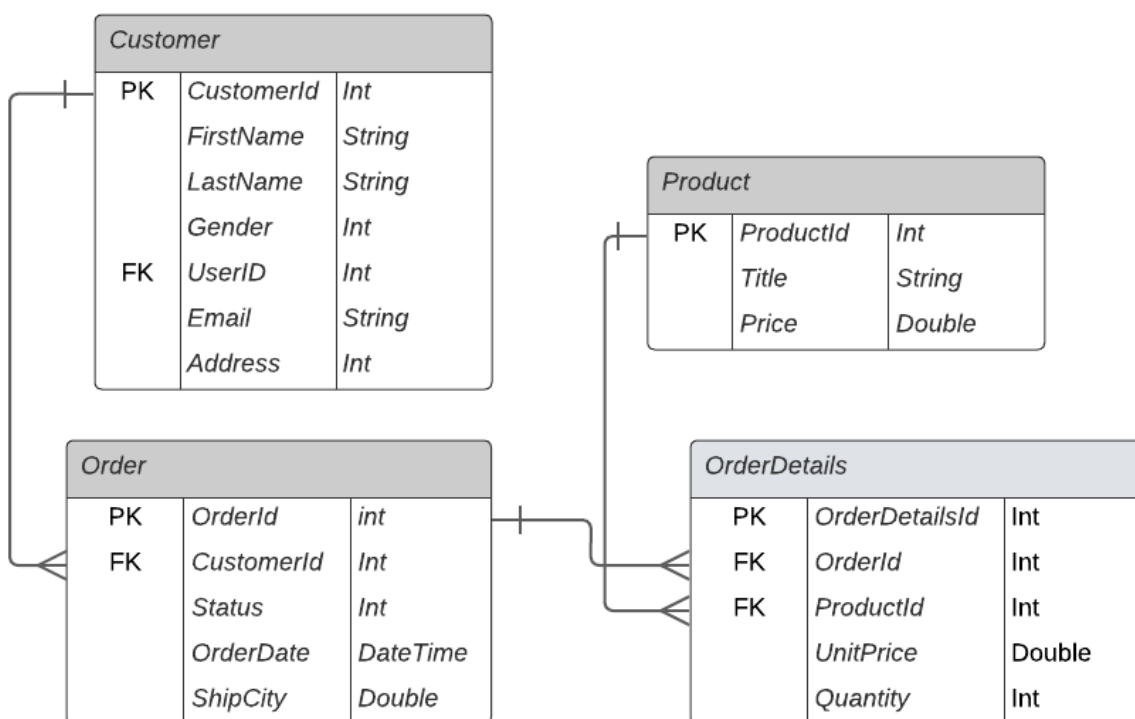 Customer
PK CustomerId Int
FirstName String
LastName String
Gender Int
FK UserID Int
Email String
Address Int
Product
PK ProductId Int
Title String
Price Double
Order
PK OrderId int
FK CustomerId Int
Status Int
OrderDate DateTime
ShipCity Double
OrderDetails
PK OrderDetailsId Int
FK OrderId Int
FK ProductId Int
UnitPrice Double
Quantity Int